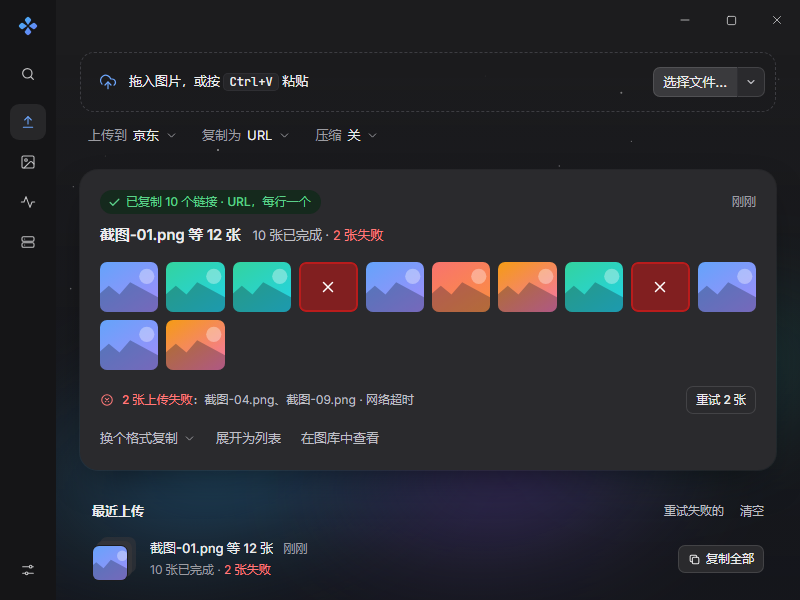 拖入图片，或按 Ctrl+V 粘贴
选择文件...
上传到 京东 复制为 URL 压缩 关
已复制 10 个链接 · URL，每行一个
刚刚
截图-01.png 等 12 张 10 张已完成 · 2 张失败
2 张上传失败：截图-04.png、截图-09.png · 网络超时
重试 2 张
换个格式复制 展开为列表 在图库中查看
最近上传
重试失败的 清空
截图-01.png 等 12 张 刚刚
10 张已完成 · 2 张失败
复制全部